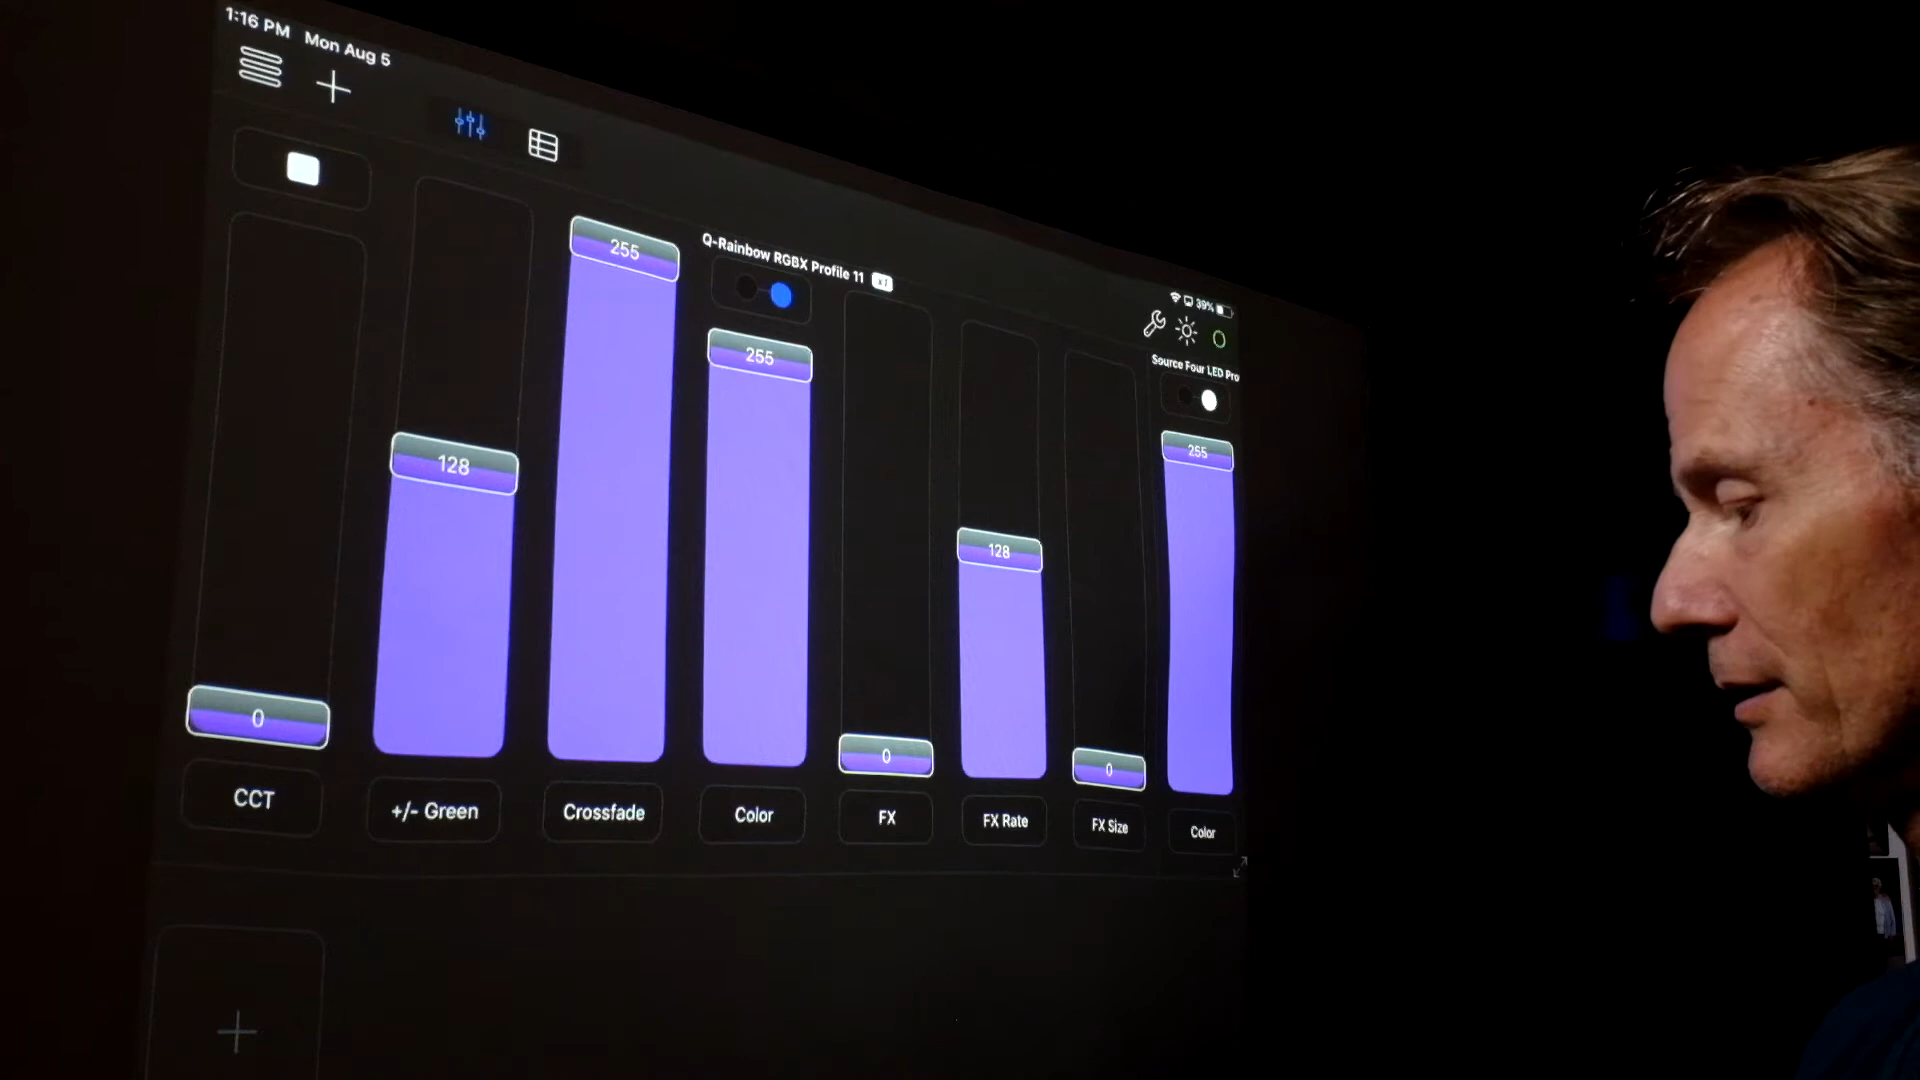 1:16 PM Mon Aug 5
39%
Q-Rainbow RGBX Profile 11
Source Four LED Pro
0
128
255
255
0
128
0
255
CCT
+/- Green
Crossfade
Color
FX
FX Rate
FX Size
Color